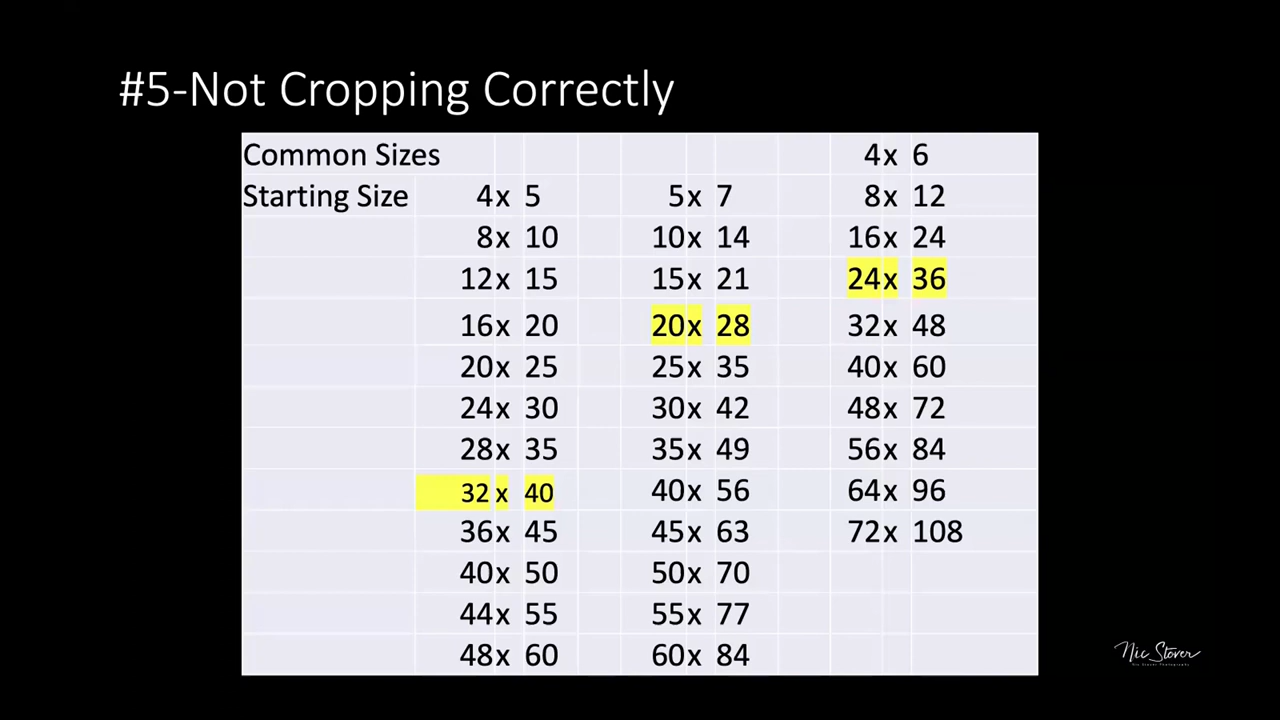 #5-Not Cropping Correctly
Common Sizes 4x 6
Starting Size 4x 5 5x 7 8x 12
8x 10 10x 14 16x 24
12x 15 15x 21 24x 36
16x 20 20x 28 32x 48
20x 25 25x 35 40x 60
24x 30 30x 42 48x 72
28x 35 35x 49 56x 84
32 x 40 40x 56 64x 96
36x 45 45x 63 72x 108
40x 50 50x 70
44x 55 55x 77
48x 60 60x 84
Nic Stover
Nic Stover Photography